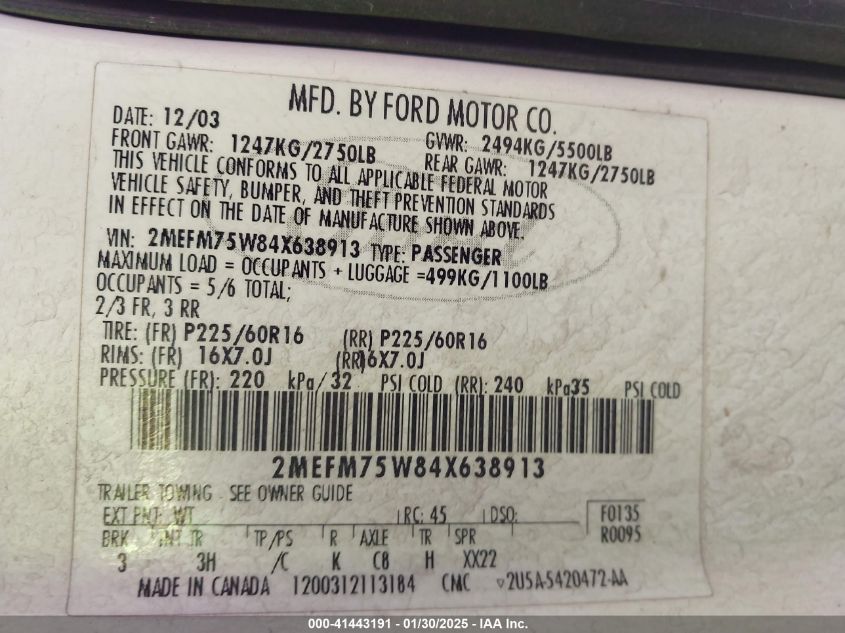 MFD. BY FORD MOTOR CO.
DATE: 12/03 GVWR: 2494KG/5500LB
FRONT GAWR: 1247KG/2750LB REAR GAWR: 1247KG/2750LB
THIS VEHICLE CONFORMS TO ALL APPLICABLE FEDERAL MOTOR
VEHICLE SAFETY, BUMPER, AND THEFT PREVENTION STANDARDS
IN EFFECT ON THE DATE OF MANUFACTURE SHOWN ABOVE.
VIN: 2MEFM75W84X638913 TYPE: PASSENGER
MAXIMUM LOAD = OCCUPANTS + LUGGAGE =499KG/1100LB
OCCUPANTS = 5/6 TOTAL;
2/3 FR, 3 RR
TIRE: (FR) P225/60R16 (RR) P225/60R16
RIMS: (FR) 16X7.0J (RR)16X7.0J
PRESSURE (FR): 220 kPa/32 PSI COLD (RR): 240 kPa35 PSI COLD
2MEFM75W84X638913
TRAILER TOWING - SEE OWNER GUIDE
EXT PNT: WT RC: 45 DSO: F0135
R0095
BRK INT TR TP/PS R AXLE TR SPR
3 3H /C K C8 H XX22
MADE IN CANADA 1200312113184 CMC 2U5A-5420472-AA
000-41443191 - 01/30/2025 - IAA Inc.